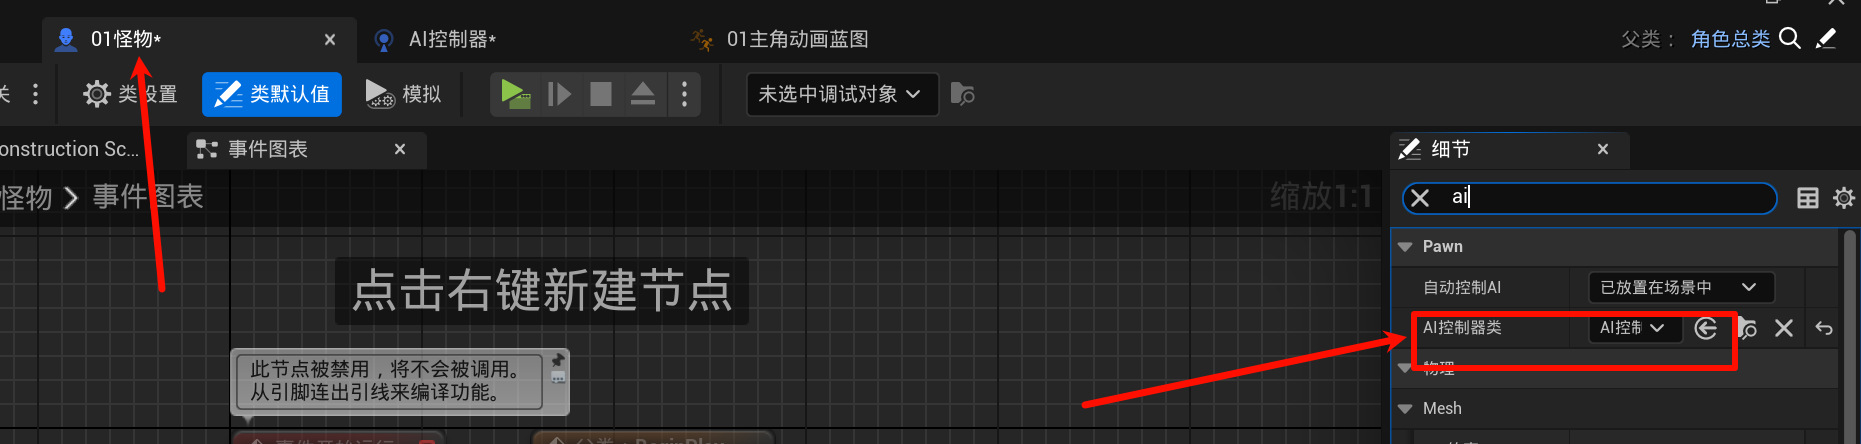 01怪物*
AI控制器*
01主角动画蓝图
父类： 角色总类
类设置
类默认值
模拟
未选中调试对象
onstruction Sc...
事件图表
细节
怪物 > 事件图表
缩放1:1
ai
点击右键新建节点
Pawn
自动控制AI
已放置在场景中
AI控制器类
AI控制
物理
Mesh
此节点被禁用，将不会被调用。
从引脚连出引线来编译功能。